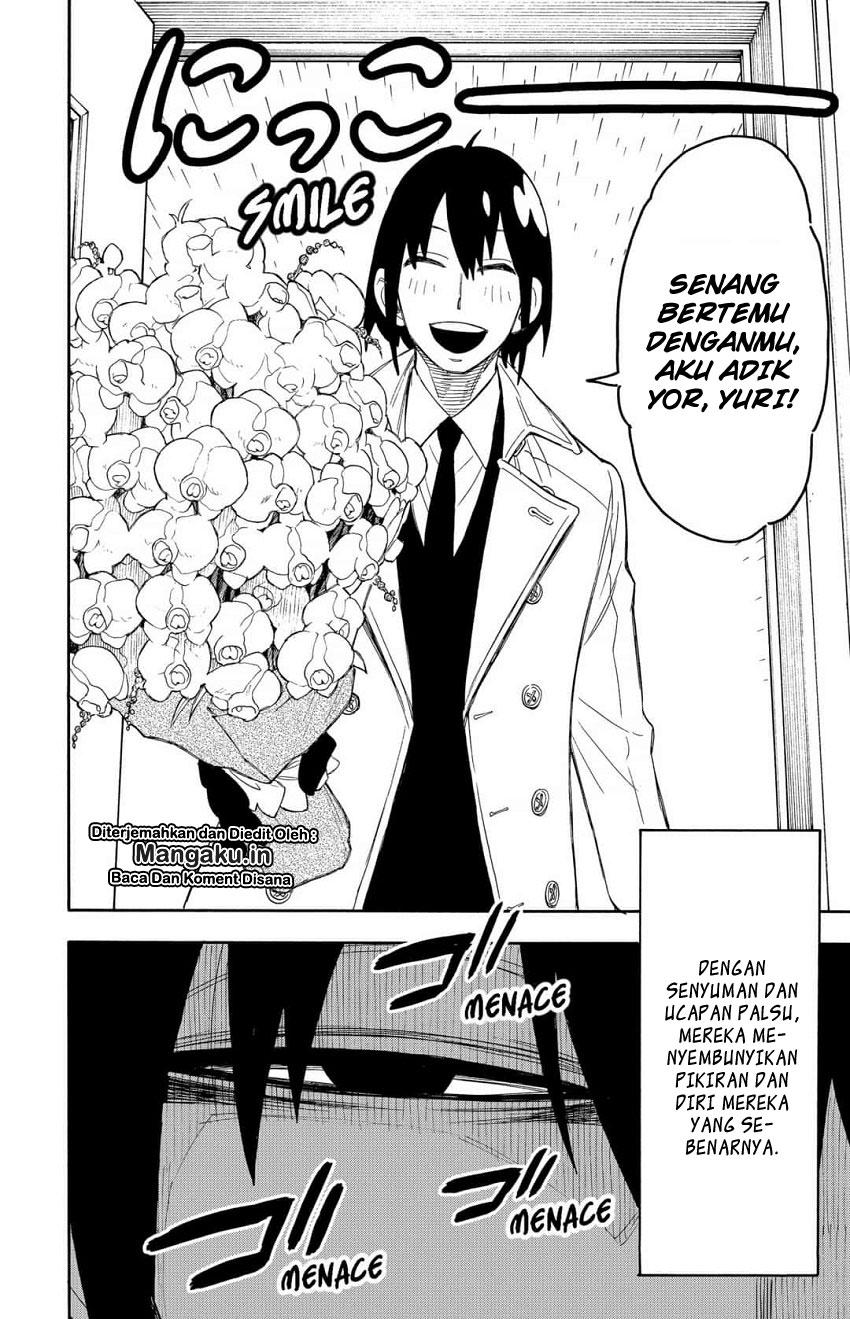 にっこー
SMILE
SENANG
BERTEMU
DENGANMU,
AKU ADIK
YOR, YURI!
Diterjemahkan dan Diedit Oleh:
Mangaku.in
Baca Dan Koment Disana
DENGAN
SENYUMAN DAN
UCAPAN PALSU,
MEREKA ME-
NYEMBUNYIKAN
PIKIRAN DAN
DIRI MEREKA
YANG SE-
BENARNYA.
ゴ!!
MENACE
ゴ!!
MENACE
ゴ!!
MENACE